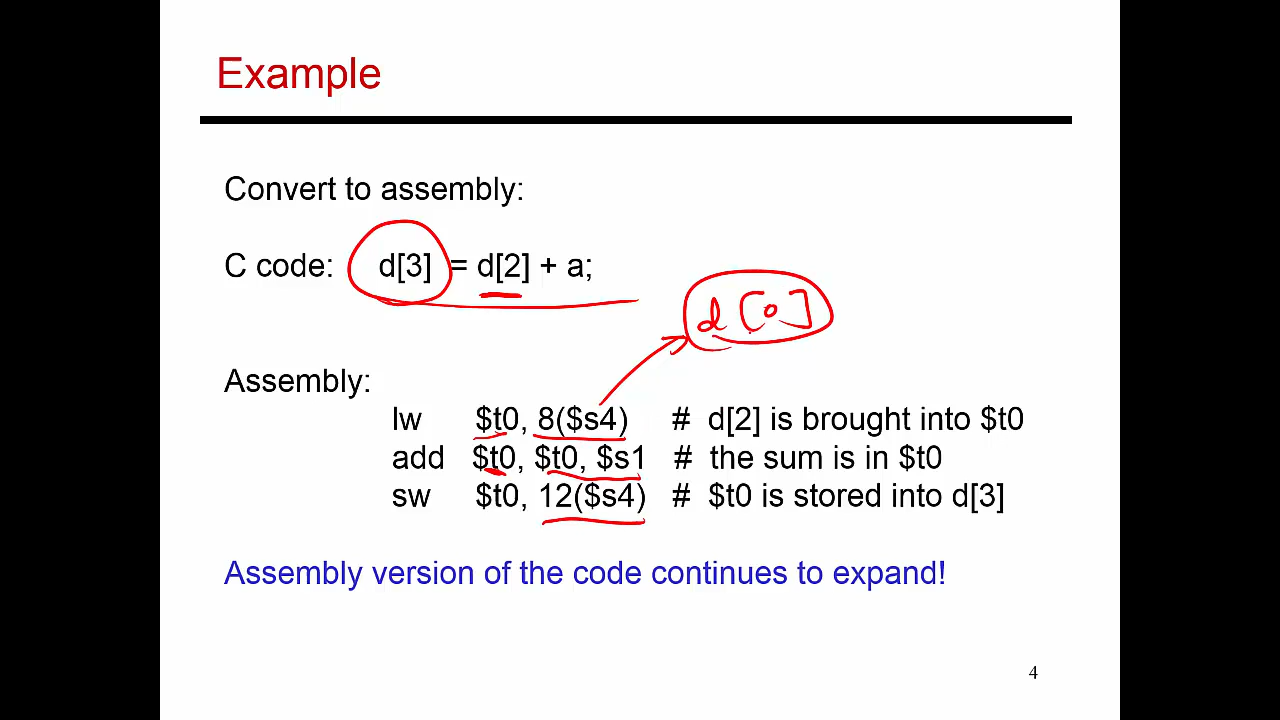 Example
Convert to assembly:
C code: d[3] = d[2] + a;
d[0]
Assembly:
lw $t0, 8($s4) # d[2] is brought into $t0
add $t0, $t0, $s1 # the sum is in $t0
sw $t0, 12($s4) # $t0 is stored into d[3]
Assembly version of the code continues to expand!
4